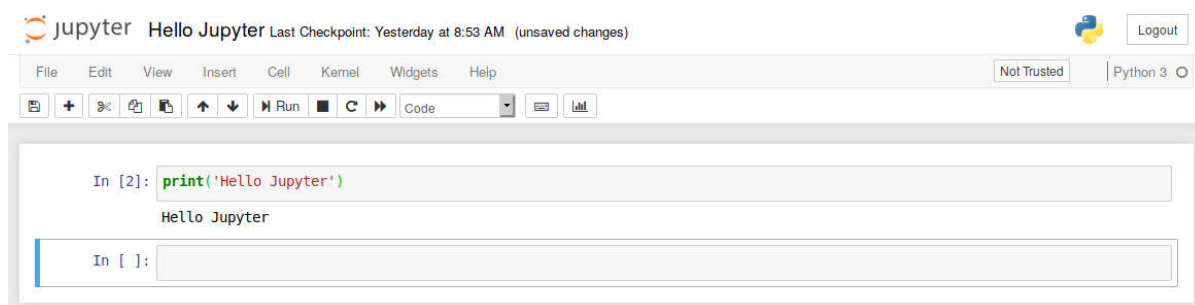 jupyter Hello Jupyter Last Checkpoint: Yesterday at 8:53 AM (unsaved changes) Logout
File Edit View Insert Cell Kernel Widgets Help Not Trusted Python 3
Run Code
In [2]: print('Hello Jupyter')
Hello Jupyter
In [ ]: